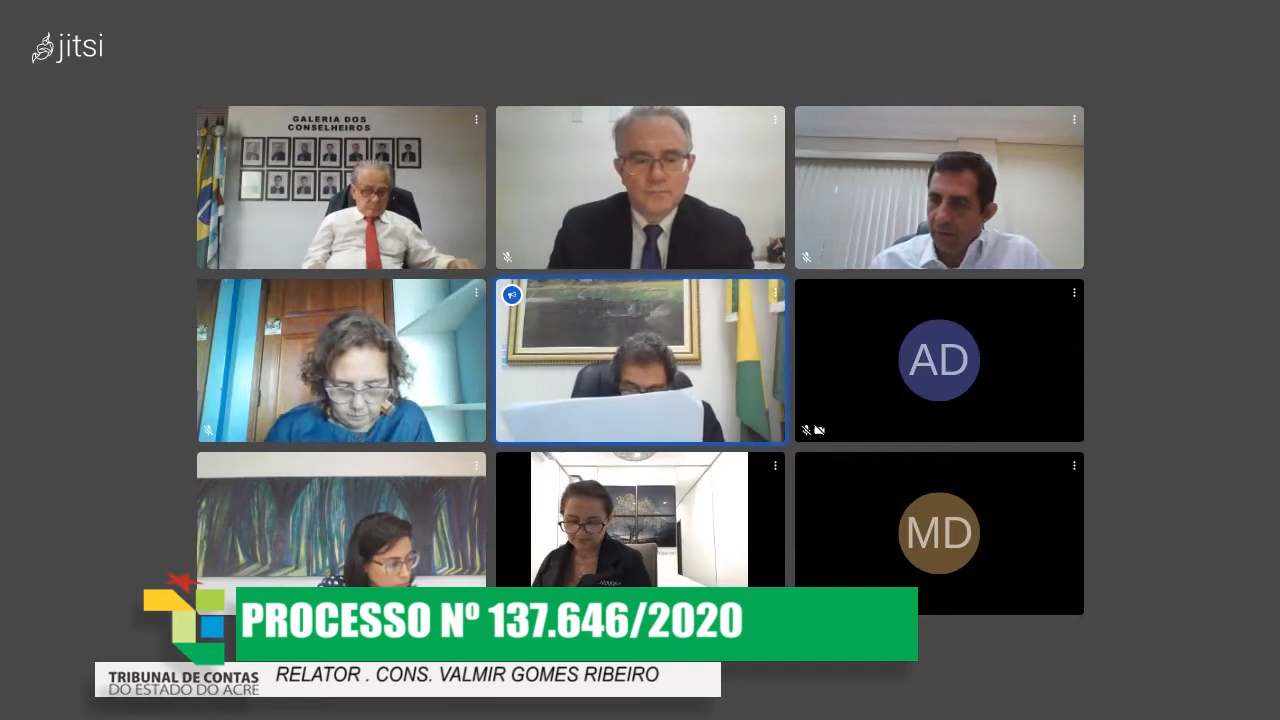 jitsi
GALERIA DOS
CONSELHEIROS
AD
MD
PROCESSO Nº 137.646/2020
TRIBUNAL DE CONTAS
DO ESTADO DO ACRE
RELATOR . CONS. VALMIR GOMES RIBEIRO